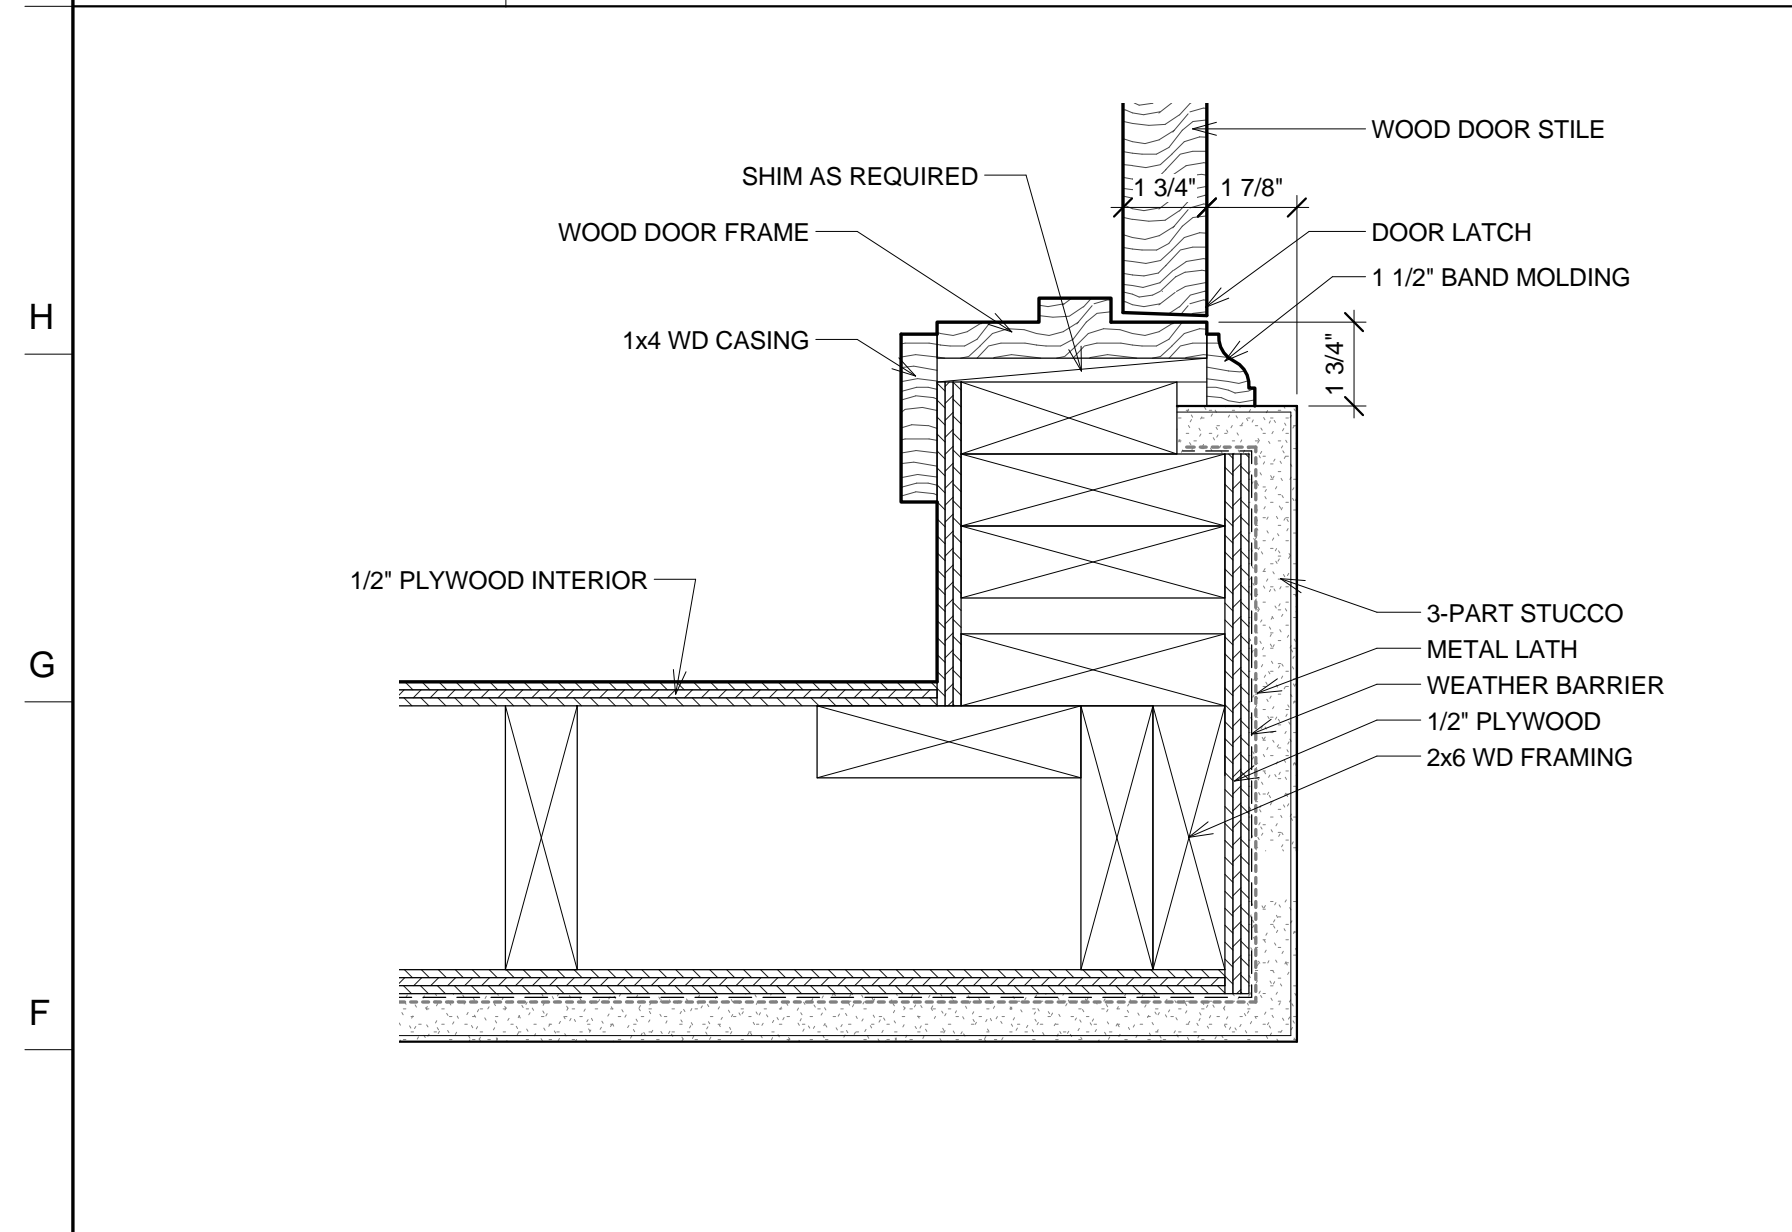 WOOD DOOR STILE
SHIM AS REQUIRED
1 3/4"
1 7/8"
WOOD DOOR FRAME
DOOR LATCH
1 1/2" BAND MOLDING
H
1x4 WD CASING
1 3/4"
1/2" PLYWOOD INTERIOR
3-PART STUCCO
METAL LATH
G
WEATHER BARRIER
1/2" PLYWOOD
2x6 WD FRAMING
F